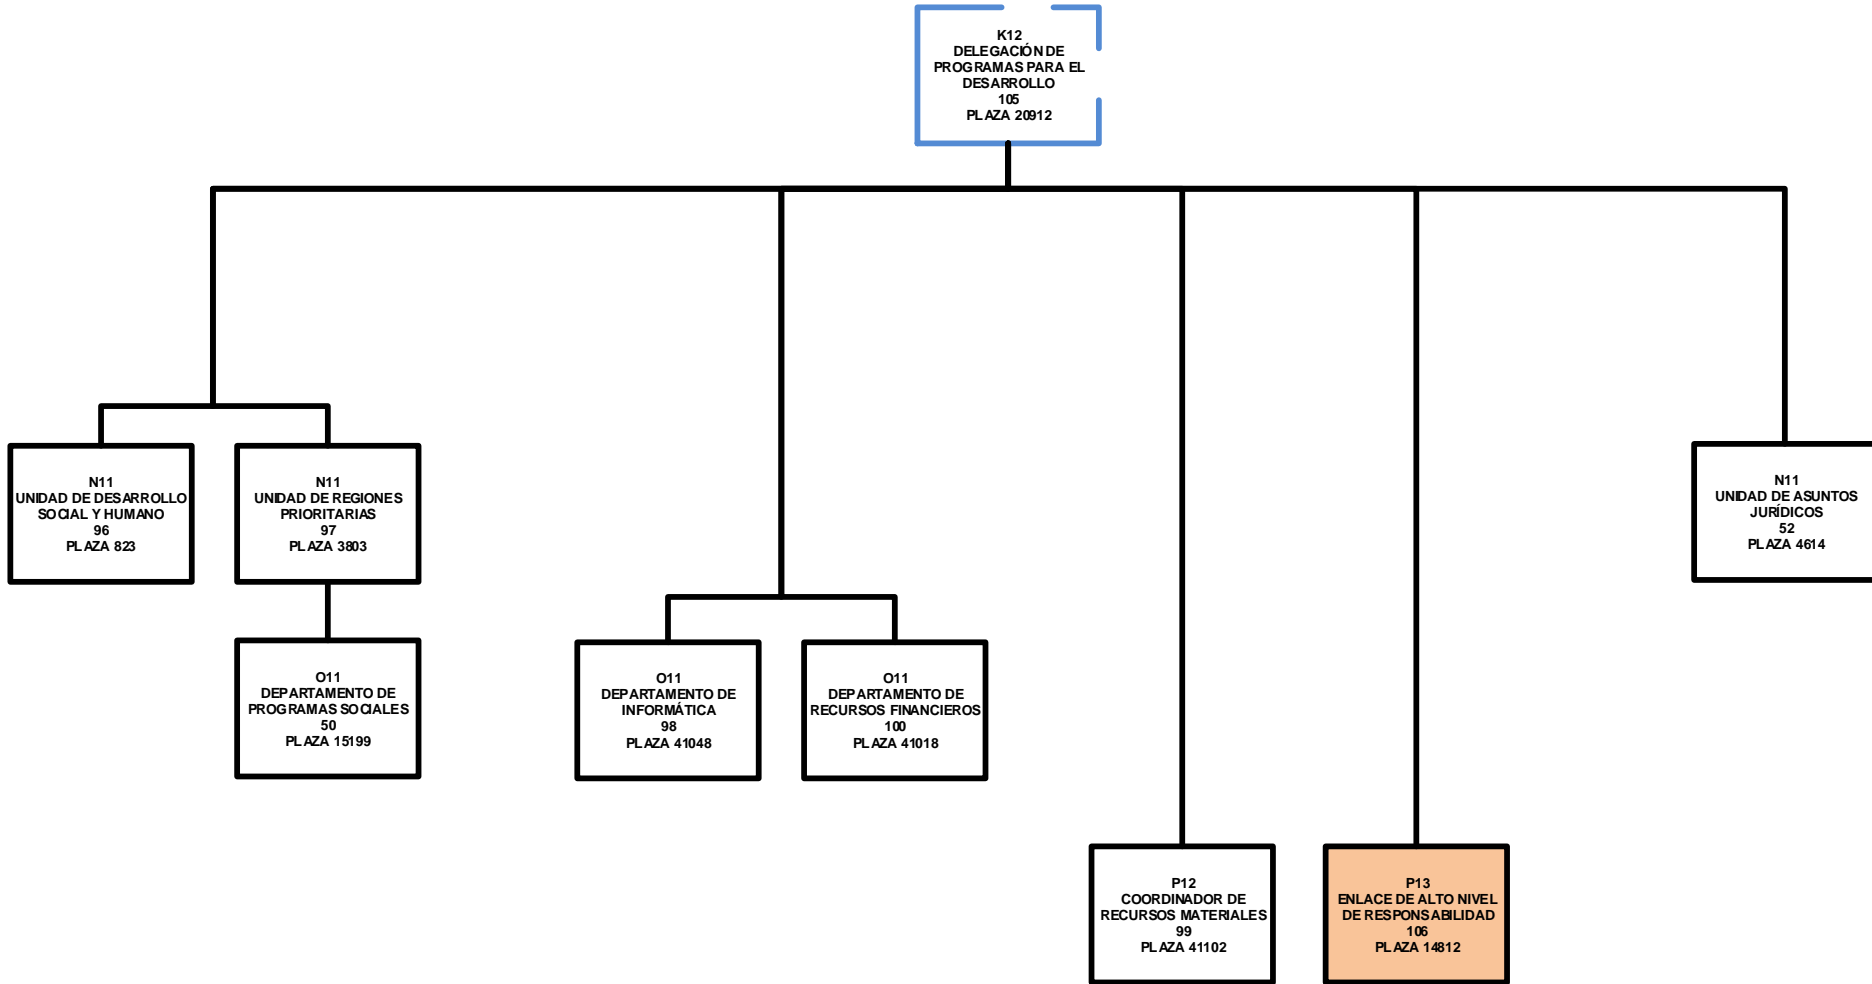 K12
DELEGACIÓN DE
PROGRAMAS PARA EL
DESARROLLO
105
PLAZA 20912
N11
UNIDAD DE DESARROLLO
SOCIAL Y HUMANO
96
PLAZA 823
N11
UNIDAD DE REGIONES
PRIORITARIAS
97
PLAZA 3803
N11
UNIDAD DE ASUNTOS
JURÍDICOS
52
PLAZA 4614
O11
DEPARTAMENTO DE
PROGRAMAS SOCIALES
50
PLAZA 15199
O11
DEPARTAMENTO DE
INFORMÁTICA
98
PLAZA 41048
O11
DEPARTAMENTO DE
RECURSOS FINANCIEROS
100
PLAZA 41018
P12
COORDINADOR DE
RECURSOS MATERIALES
99
PLAZA 41102
P13
ENLACE DE ALTO NIVEL
DE RESPONSABILIDAD
106
PLAZA 14812